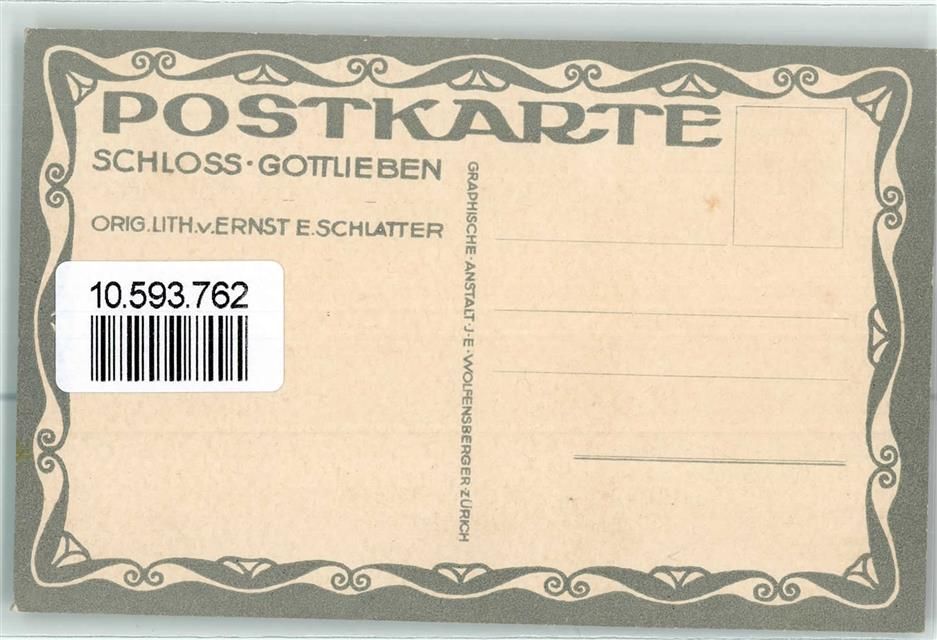 POSTKARTE
SCHLOSS·GOTTLIEBEN
ORIG.LITH.v.ERNST E.SCHLATTER
10.593.762
GRAPHISCHE·ANSTALT·J·E·WOLFENSBERGER·ZÜRICH